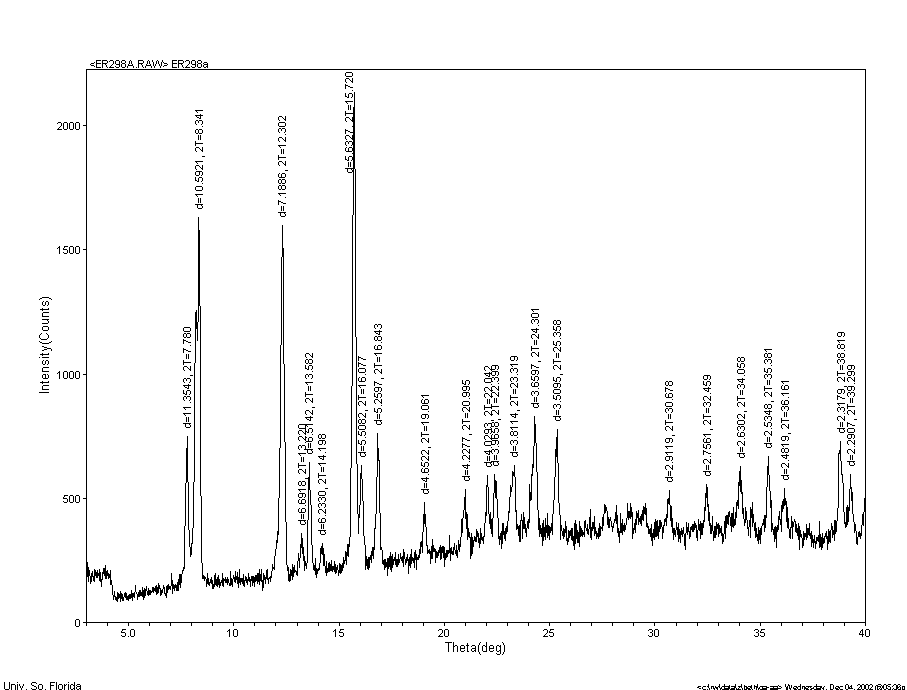 <ER298A.RAW> ER298a
Intensity(Counts)
2000
1500
1000
500
0
d=11.3543, 2T=7.780
d=10.5921, 2T=8.341
d=7.1886, 2T=12.302
d=6.6918, 2T=13.220
d=6.5142, 2T=13.582
d=6.2330, 2T=14.198
d=5.6327, 2T=15.720
d=5.5082, 2T=16.077
d=5.2597, 2T=16.843
d=4.6522, 2T=19.061
d=4.2277, 2T=20.995
d=4.0293, 2T=22.042
d=3.9658, 2T=22.399
d=3.8114, 2T=23.319
d=3.6597, 2T=24.301
d=3.5095, 2T=25.358
d=2.9119, 2T=30.678
d=2.7561, 2T=32.459
d=2.6302, 2T=34.058
d=2.5348, 2T=35.381
d=2.4819, 2T=36.161
d=2.3179, 2T=38.819
d=2.2907, 2T=39.299
5.0 10 15 20 25 30 35 40
Theta(deg)
Univ. So. Florida
Wednesday, Dec 04, 2002